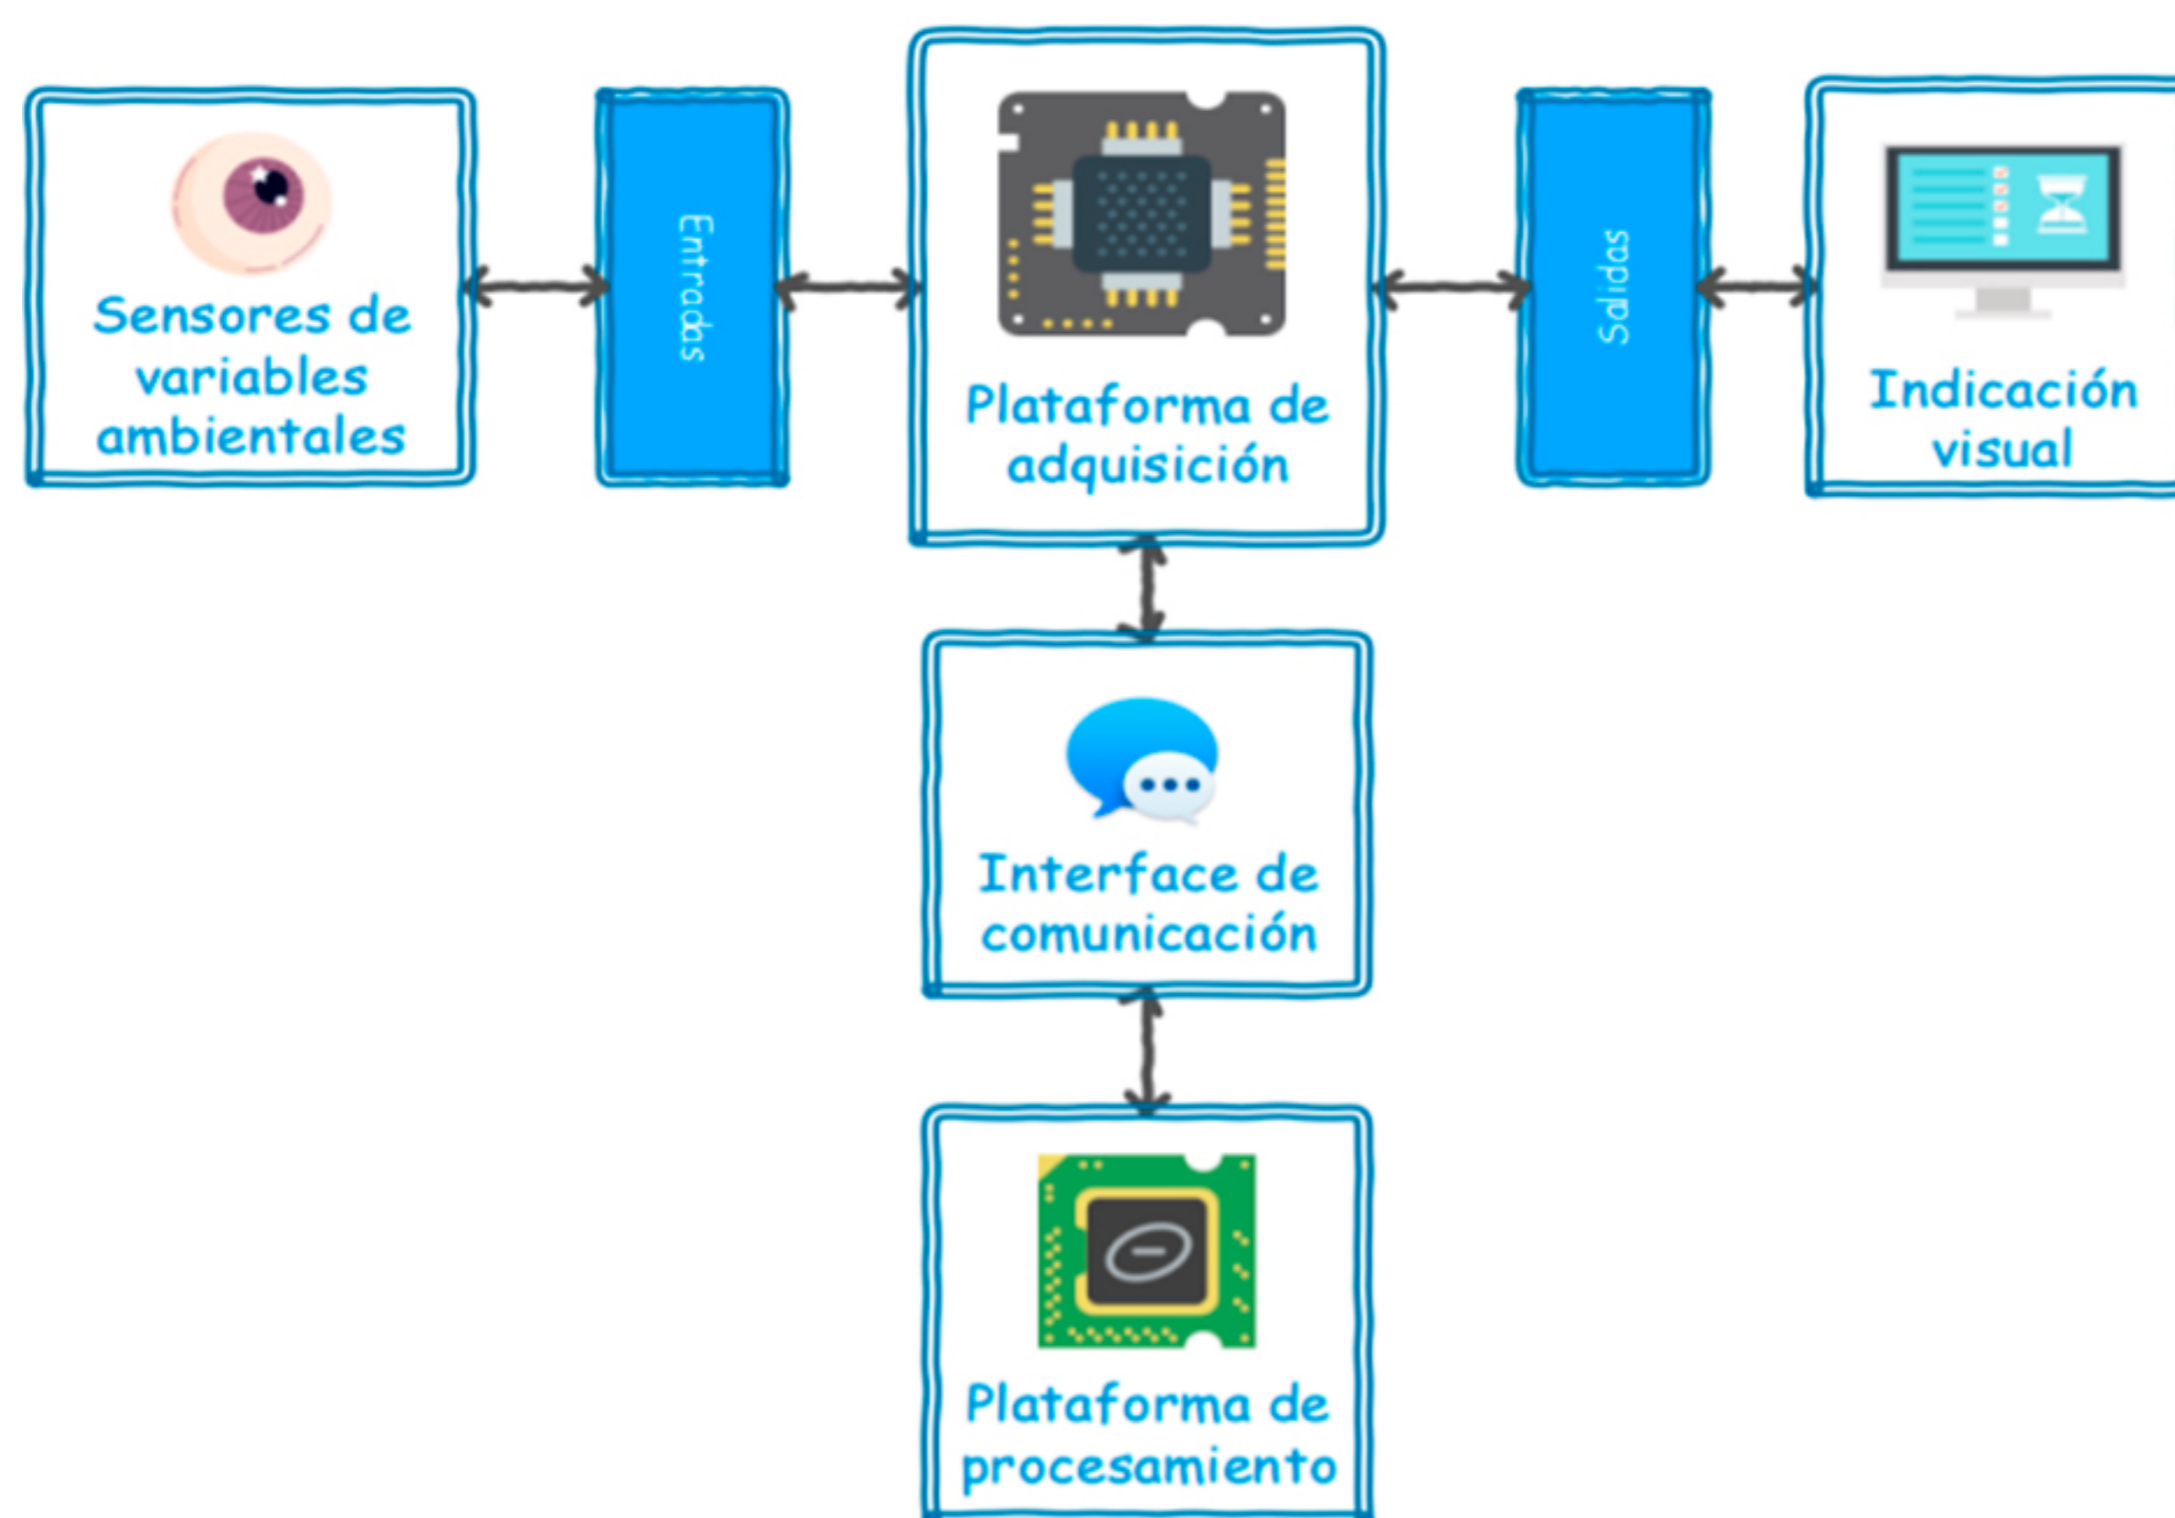 Sensores de
variables
ambientales
Entradas
Plataforma de
adquisición
Salidas
Indicación
visual
Interface de
comunicación
Plataforma de
procesamiento